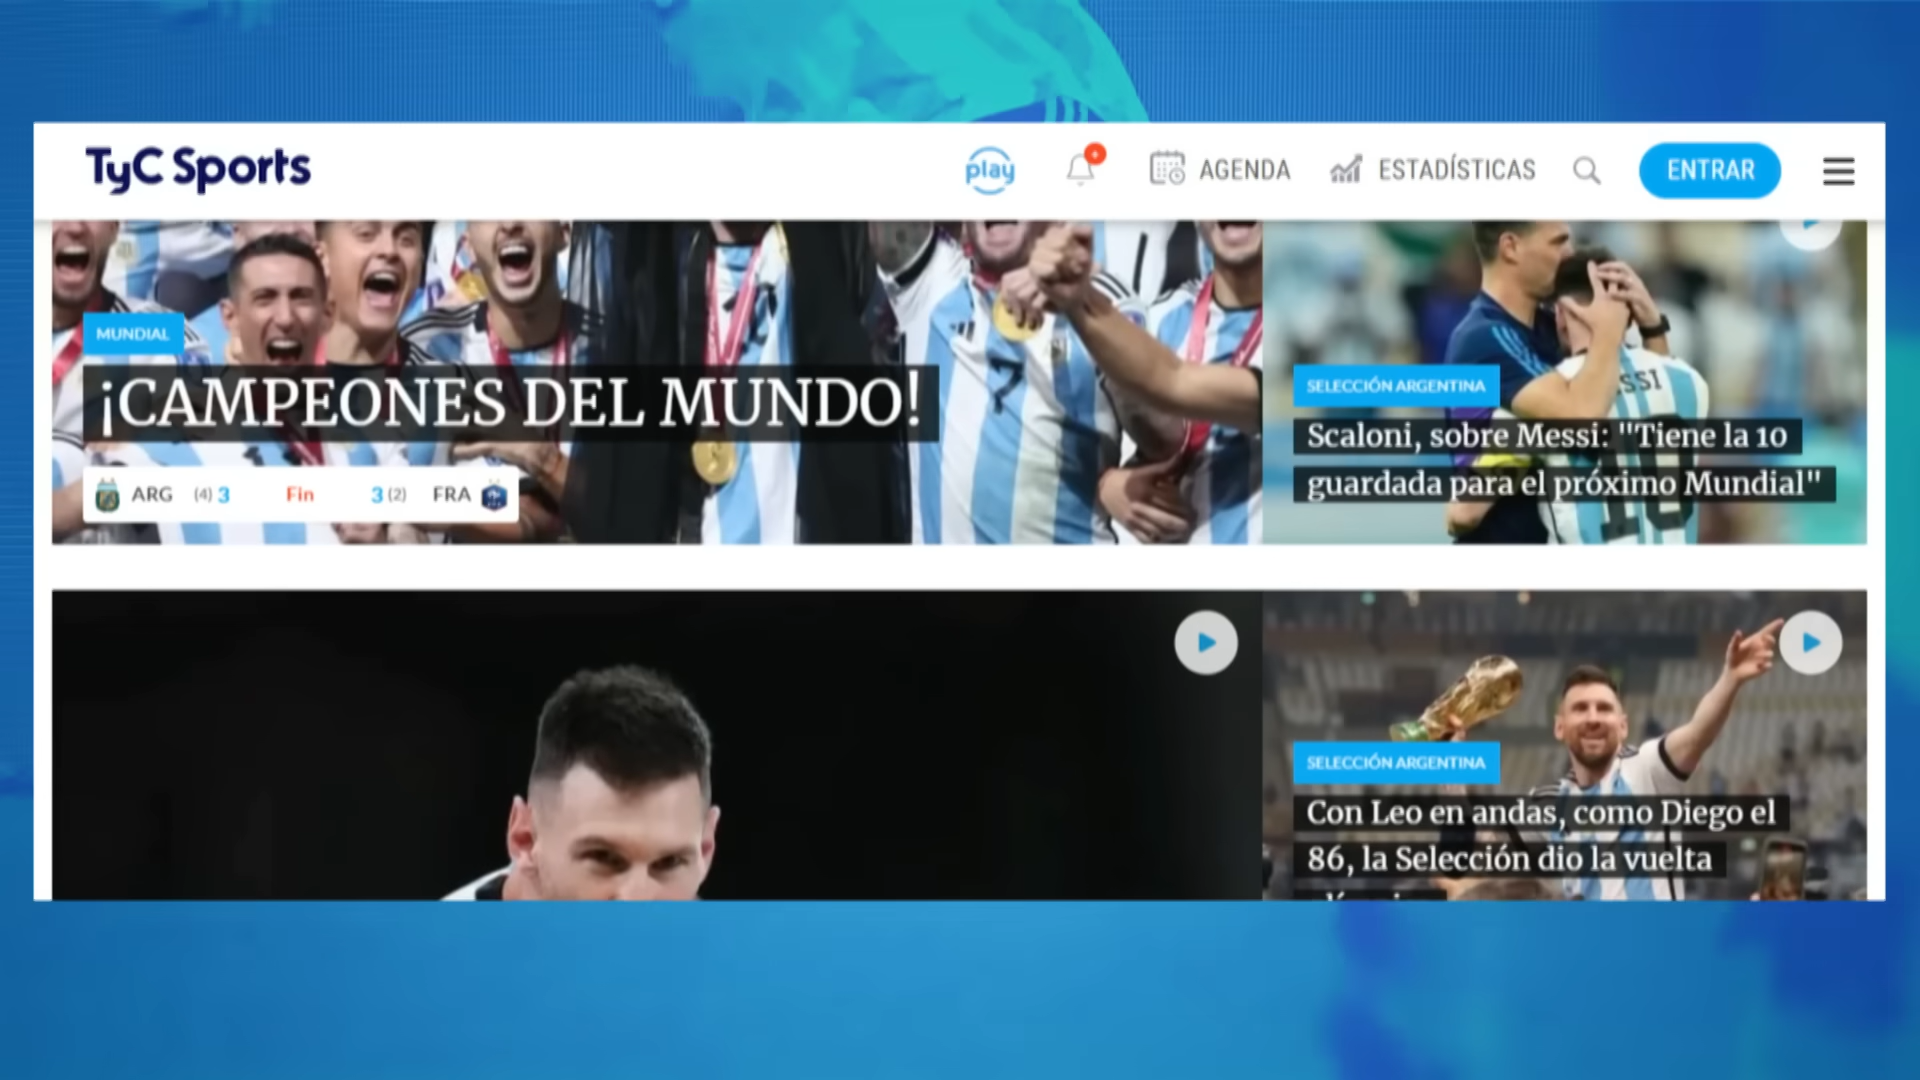 TyC Sports
play
AGENDA
ESTADÍSTICAS
ENTRAR
MUNDIAL
¡CAMPEONES DEL MUNDO!
ARG (4) 3 Fin 3 (2) FRA
7
SELECCIÓN ARGENTINA
Scaloni, sobre Messi: "Tiene la 10
guardada para el próximo Mundial"
10
SELECCIÓN ARGENTINA
Con Leo en andas, como Diego el
86, la Selección dio la vuelta